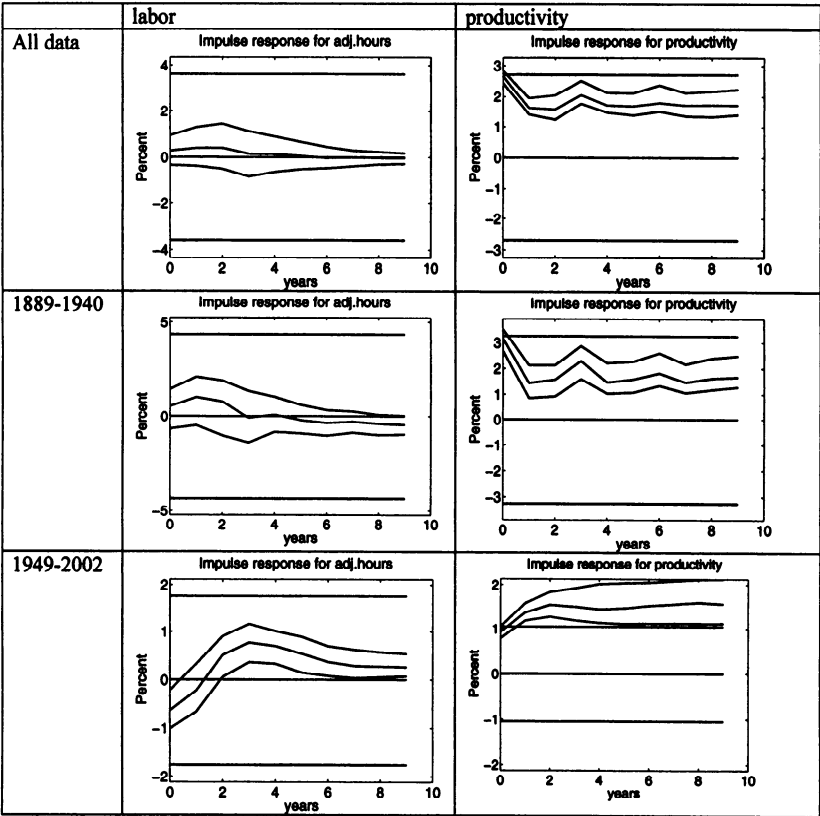 labor productivity
All data
Impulse response for adj.hours
4
2
0
−2
−4
Percent
0 2 4 6 8 10
years
Impulse response for productivity
3
2
1
0
−1
−2
−3
Percent
0 2 4 6 8 10
years
1889-1940
Impulse response for adj.hours
5
0
−5
Percent
0 2 4 6 8 10
years
Impulse response for productivity
3
2
1
0
−1
−2
−3
Percent
0 2 4 6 8 10
years
1949-2002
Impulse response for adj.hours
2
1
0
−1
−2
Percent
0 2 4 6 8 10
years
Impulse response for productivity
2
1
0
−1
−2
Percent
0 2 4 6 8 10
years